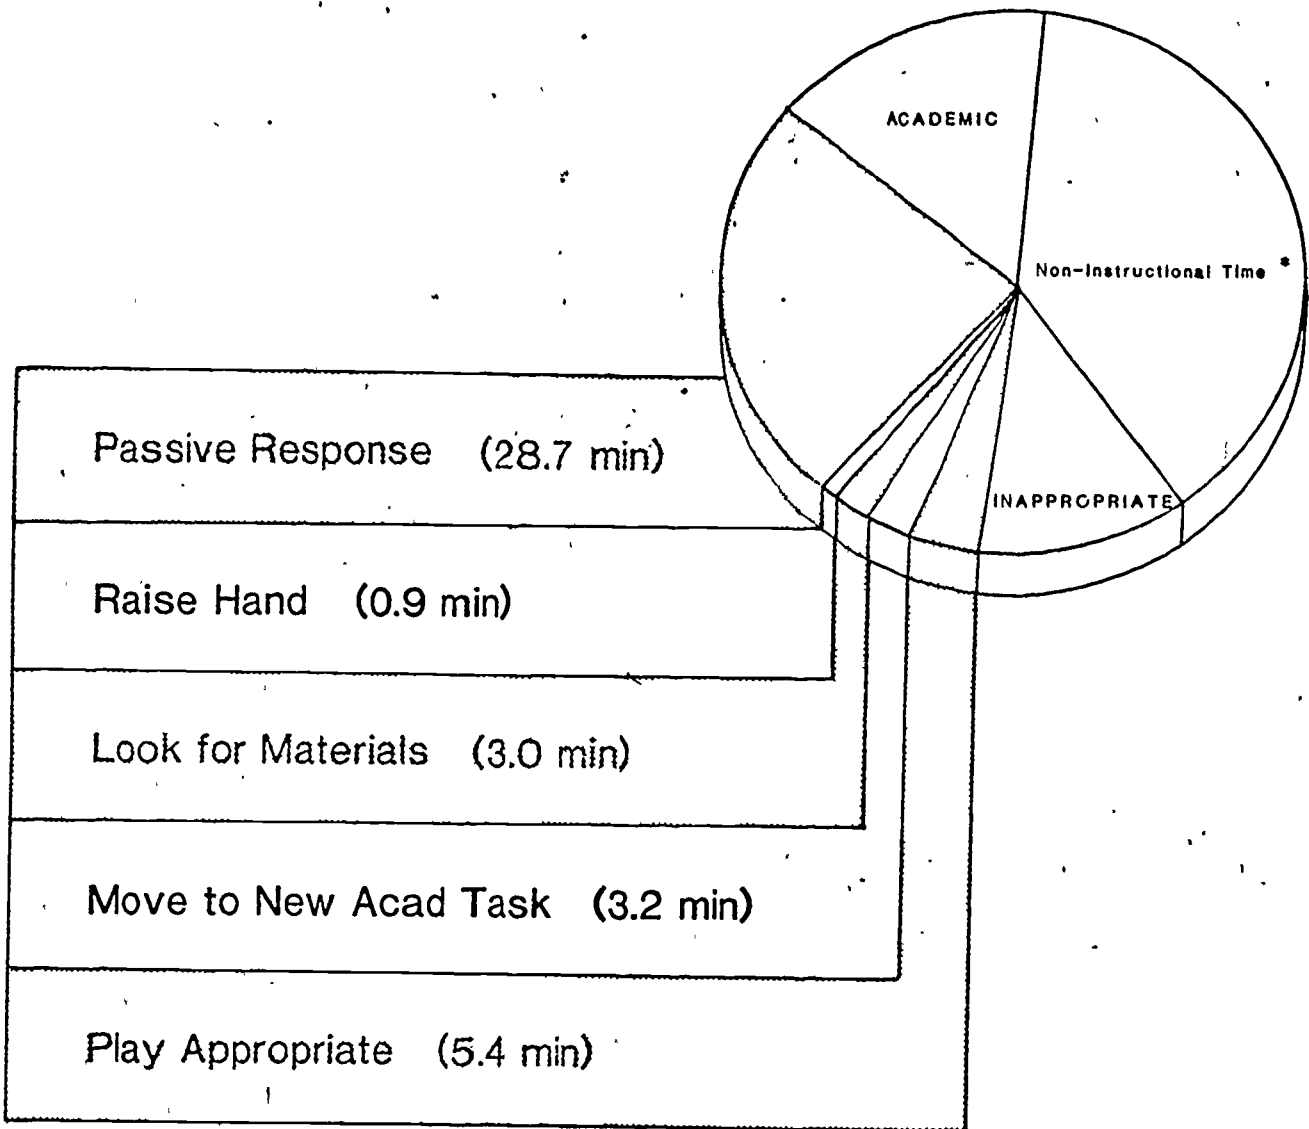 ACADEMIC
Non-Instructional Time *
INAPPROPRIATE
Passive Response (28.7 min)
Raise Hand (0.9 min)
Look for Materials (3.0 min)
Move to New Acad Task (3.2 min)
Play Appropriate (5.4 min)